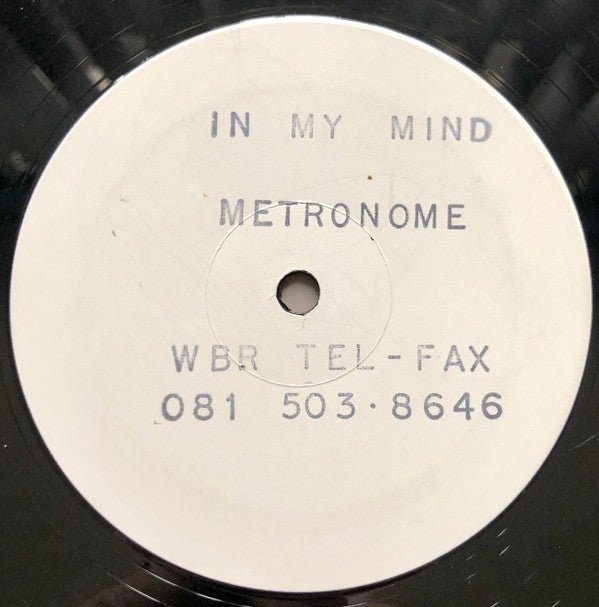 IN MY MIND
METRONOME
WBR TEL-FAX
081 503·8646